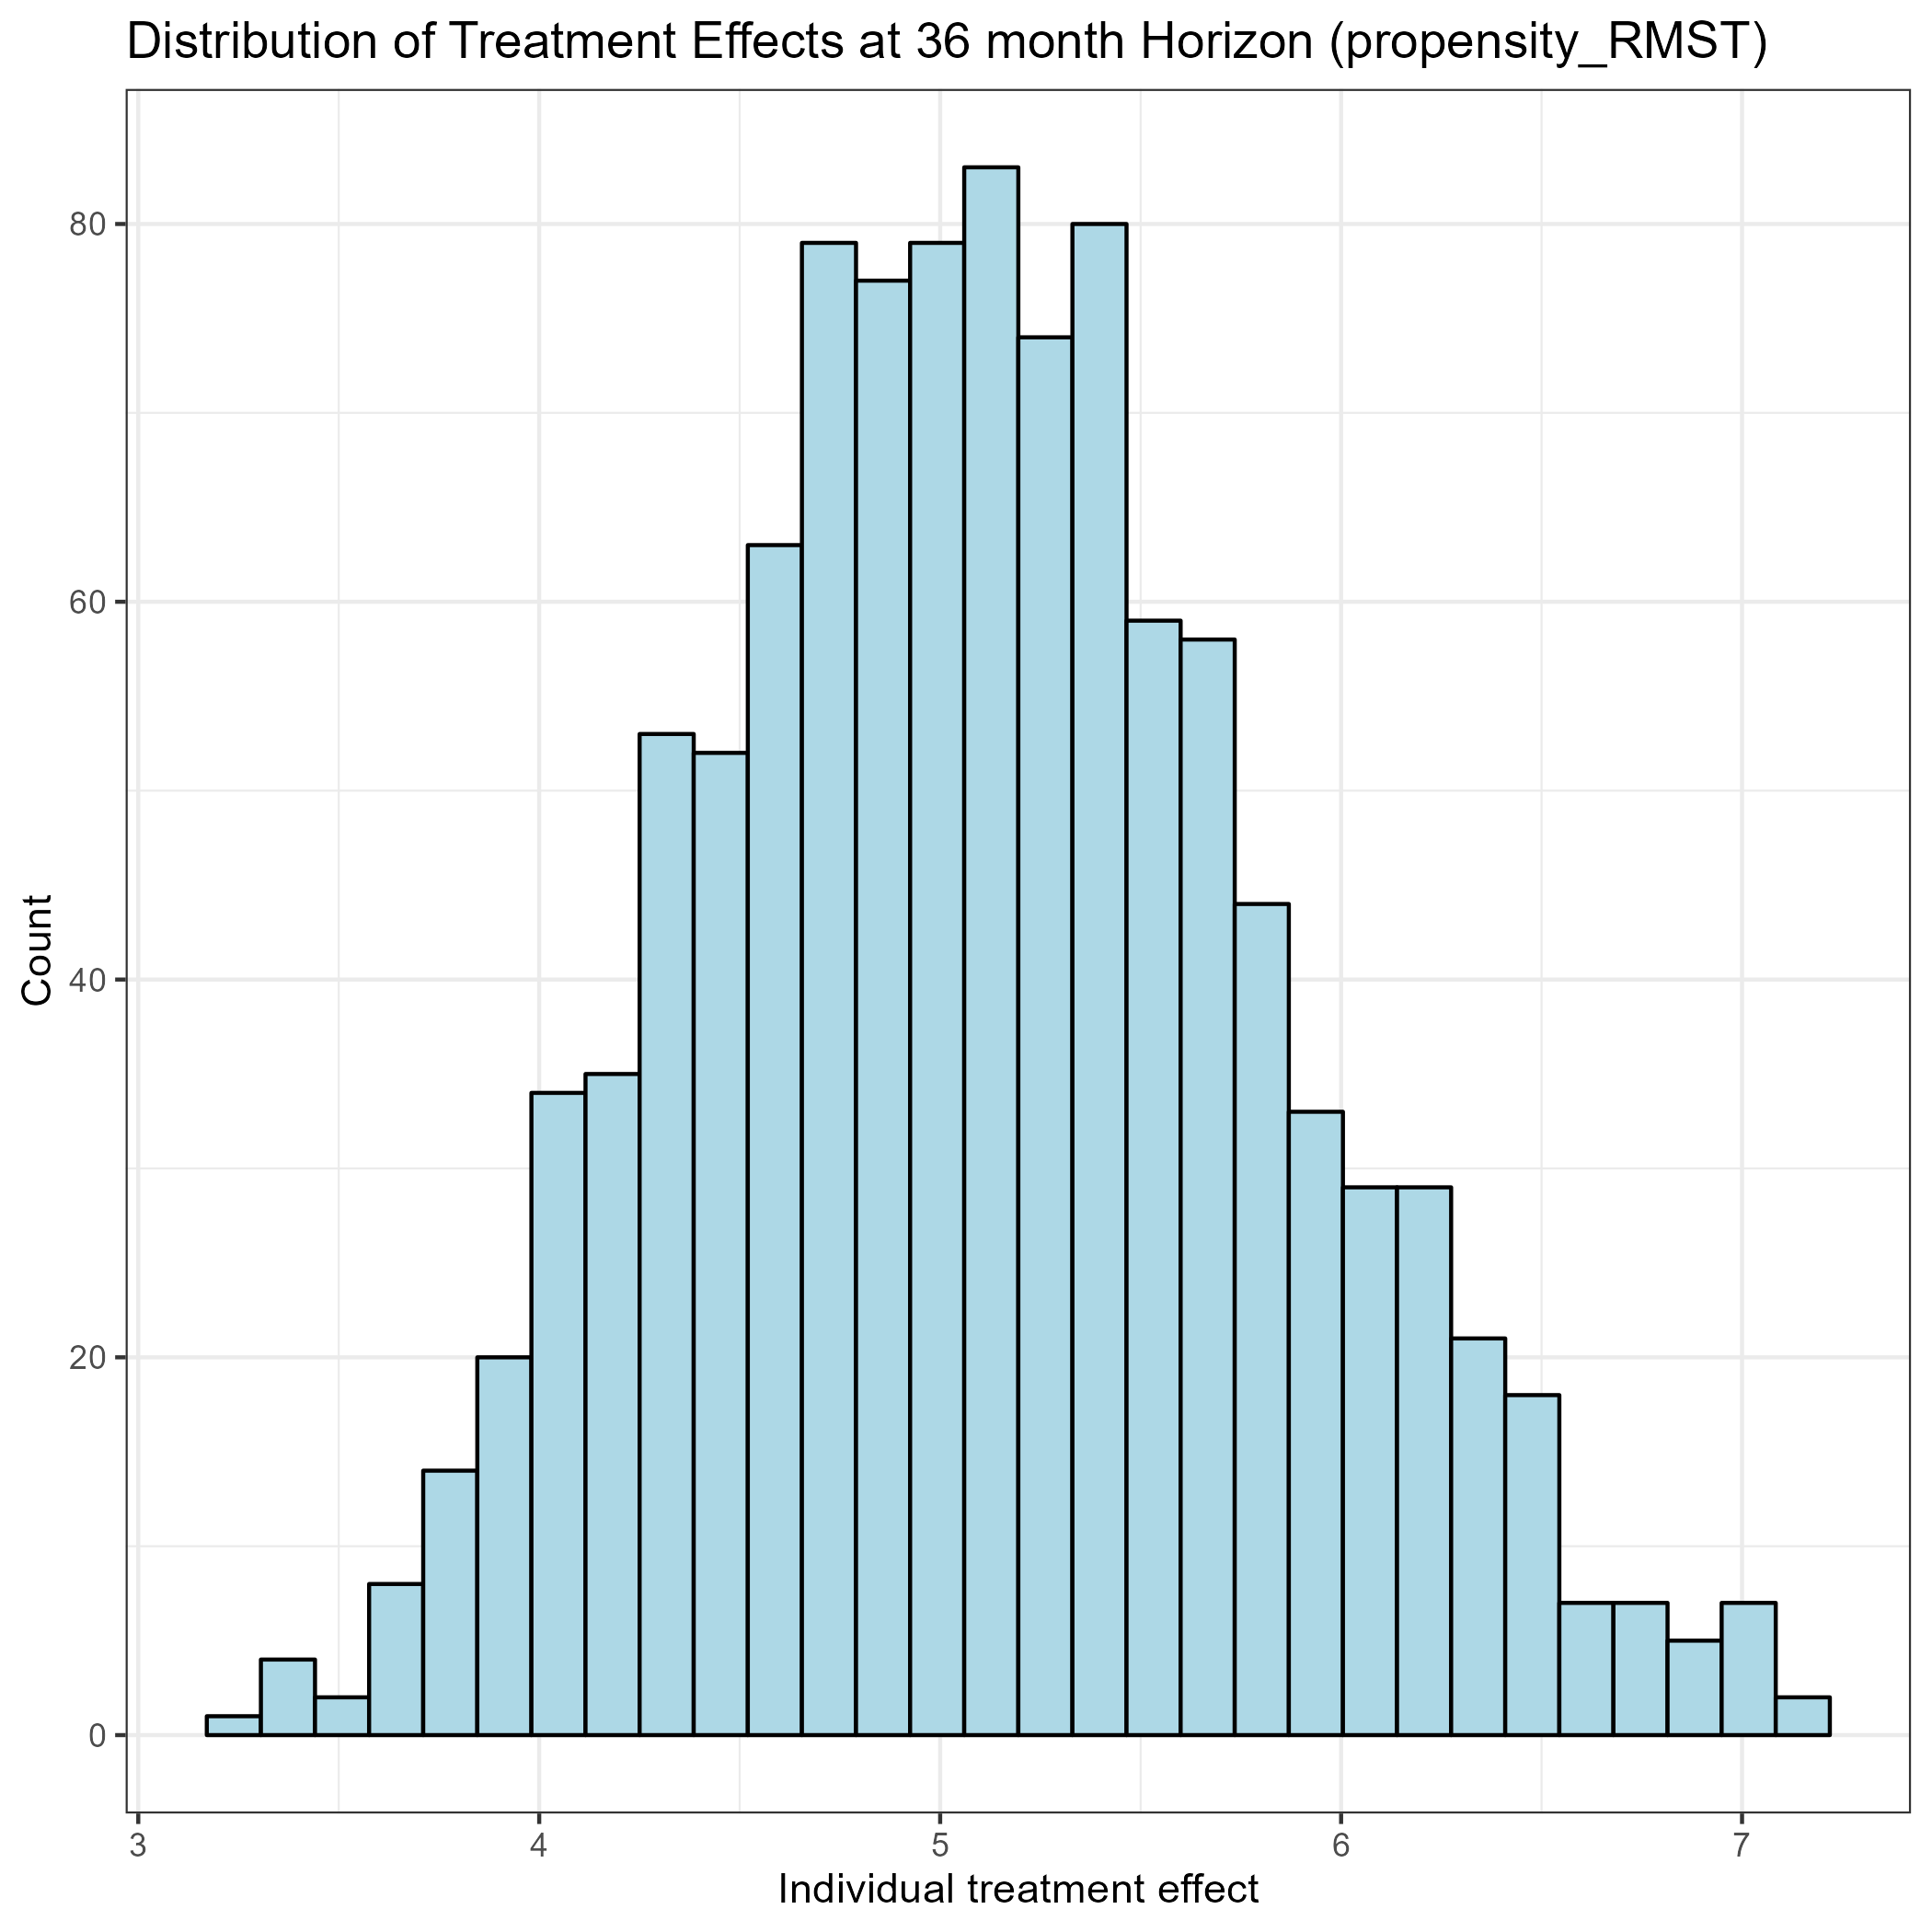 Distribution of Treatment Effects at 36 month Horizon (propensity_RMST)
Count
80
60
40
20
0
3 4 5 6 7
Individual treatment effect